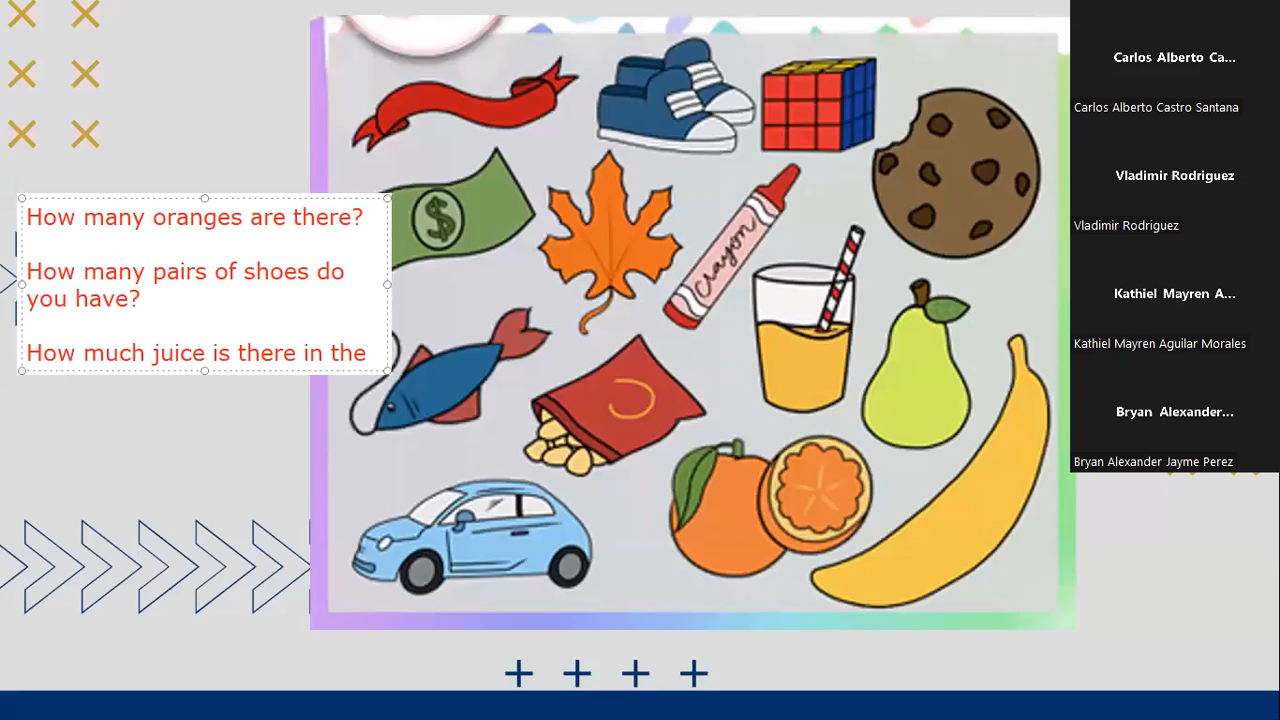 How many oranges are there?
How many pairs of shoes do
you have?
How much juice is there in the
$
crayon
Carlos Alberto Ca...
Carlos Alberto Castro Santana
Vladimir Rodriguez
Vladimir Rodriguez
Kathiel Mayren A...
Kathiel Mayren Aguilar Morales
Bryan Alexander...
Bryan Alexander Jayme Perez